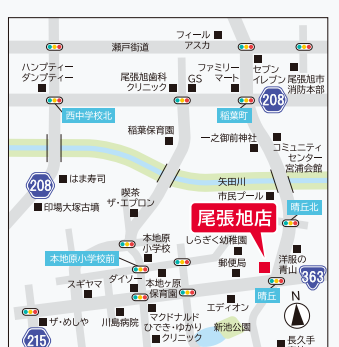 フィール
アスカ
瀬戸街道
ハンプティー
ダンプティー
尾張旭歯科
クリニック
GS
ファミリー
マート
セブン
イレブン
尾張旭市
消防本部
208
西中学校北
稲葉町
稲葉保育園
一之御前神社
コミュニティ
センター
宮浦会館
矢田川
市民プール
208
はま寿司
印場大塚古墳
喫茶
ザ・エプロン
晴丘北
尾張旭店
本地原
小学校
しらぎく幼稚園
郵便局
洋服の
青山
本地原小学校前
ダイソー
本地ヶ原
保育園
スギヤマ
晴丘
363
N
エディオン
ザ・めしや
川島病院
マクドナルド
ひでき・ゆかり
クリニック
新池公園
215
長久手